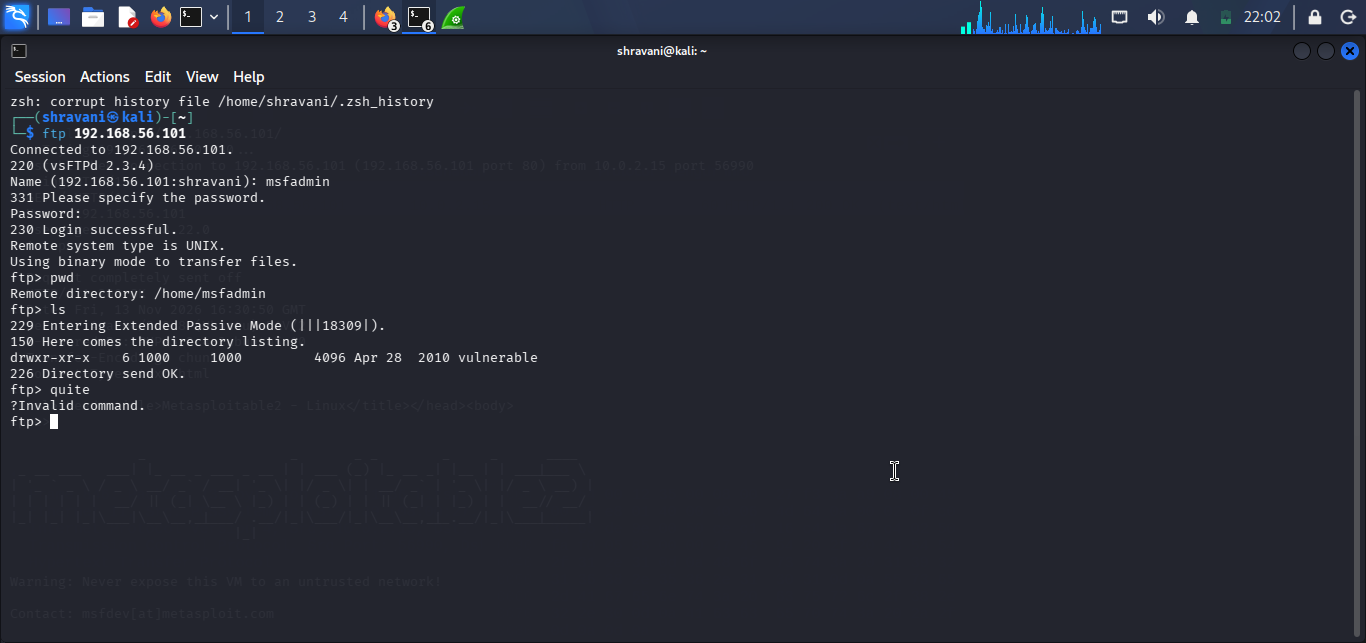 1 2 3 4 3 6 22:02
shravani@kali: ~
Session Actions Edit View Help
zsh: corrupt history file /home/shravani/.zsh_history
┌──(shravani㉿kali)-[~]
└─$ ftp 192.168.56.101
Connected to 192.168.56.101.
220 (vsFTPd 2.3.4)
Name (192.168.56.101:shravani): msfadmin
331 Please specify the password.
Password:
230 Login successful.
Remote system type is UNIX.
Using binary mode to transfer files.
ftp> pwd
Remote directory: /home/msfadmin
ftp> ls
229 Entering Extended Passive Mode (|||18309|).
150 Here comes the directory listing.
drwxr-xr-x    6 1000     1000         4096 Apr 28  2010 vulnerable
226 Directory send OK.
ftp> quite
?Invalid command.
ftp>
metasploitable2
Warning: Never expose this VM to an untrusted network!
Contact: msfdev[at]metasploit.com